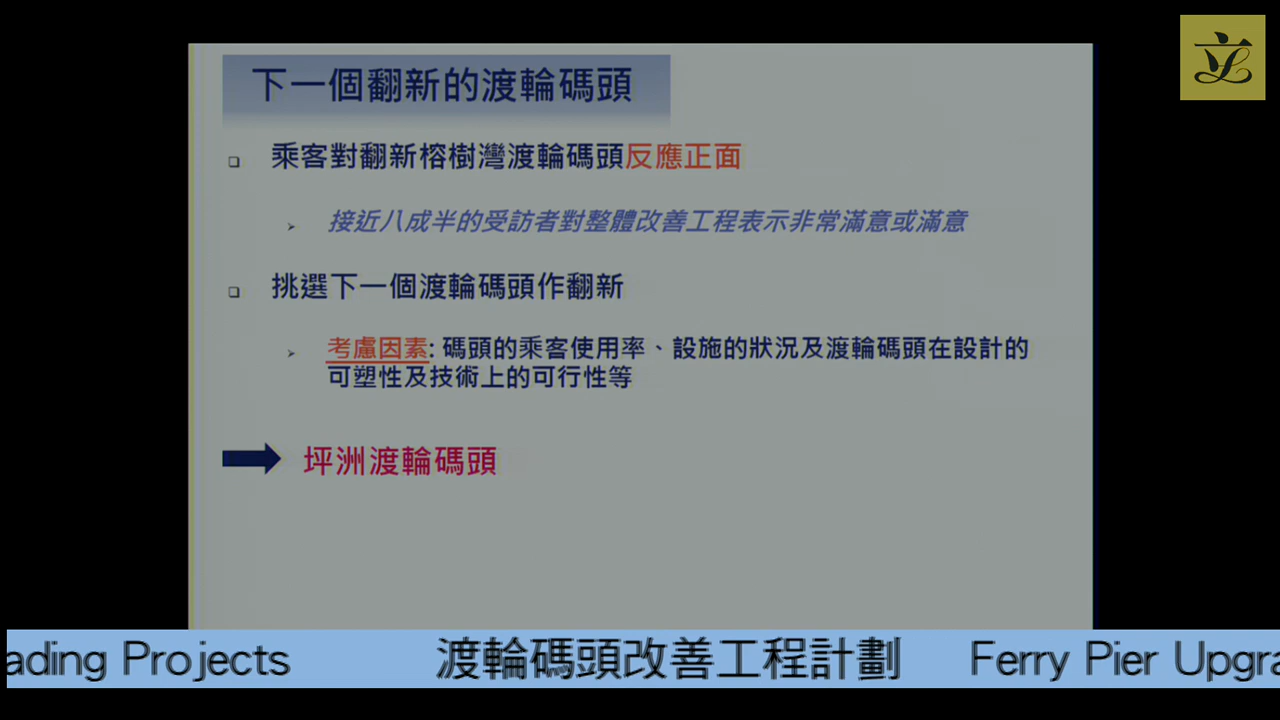 下一個翻新的渡輪碼頭
乘客對翻新榕樹灣渡輪碼頭反應正面
接近八成半的受訪者對整體改善工程表示非常滿意或滿意
挑選下一個渡輪碼頭作翻新
考慮因素: 碼頭的乘客使用率、設施的狀況及渡輪碼頭在設計的
可塑性及技術上的可行性等
坪洲渡輪碼頭
ading Projects 渡輪碼頭改善工程計劃 Ferry Pier Upgra